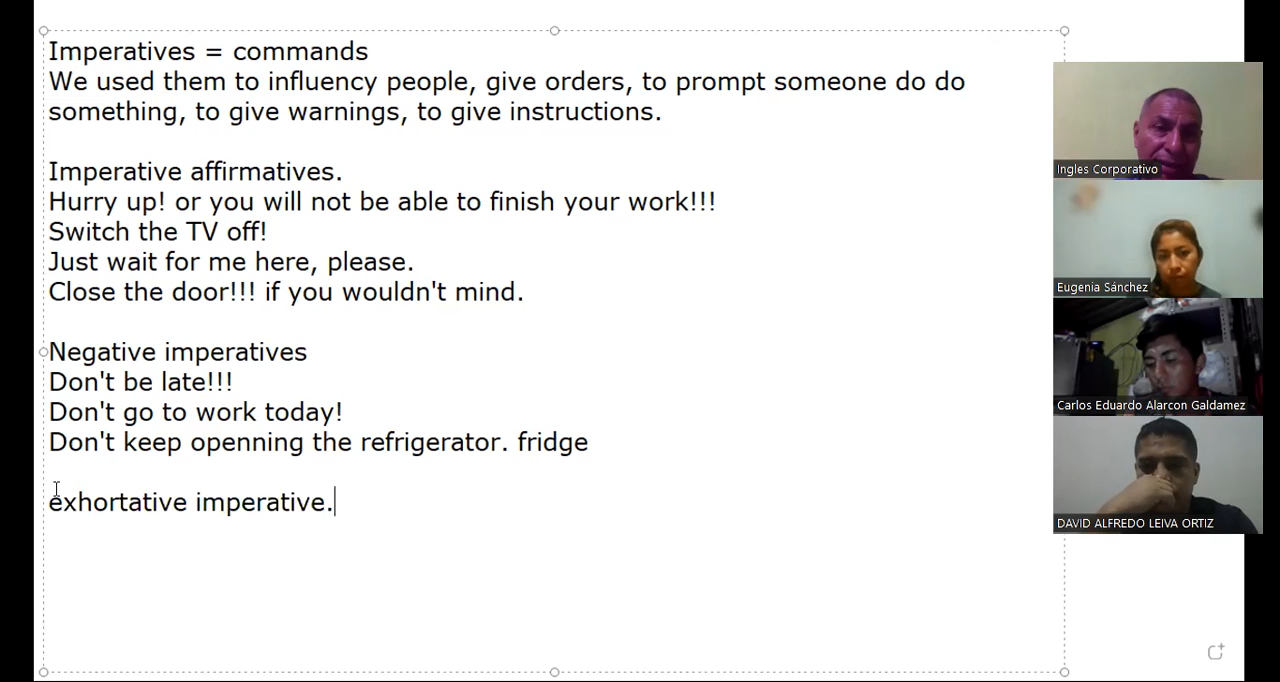 Imperatives = commands
We used them to influency people, give orders, to prompt someone do do
something, to give warnings, to give instructions.
Imperative affirmatives.
Hurry up! or you will not be able to finish your work!!!
Switch the TV off!
Just wait for me here, please.
Close the door!!! if you wouldn't mind.
Negative imperatives
Don't be late!!!
Don't go to work today!
Don't keep openning the refrigerator. fridge
exhortative imperative.
Ingles Corporativo
Eugenia Sánchez
Carlos Eduardo Alarcon Galdamez
DAVID ALFREDO LEIVA ORTIZ